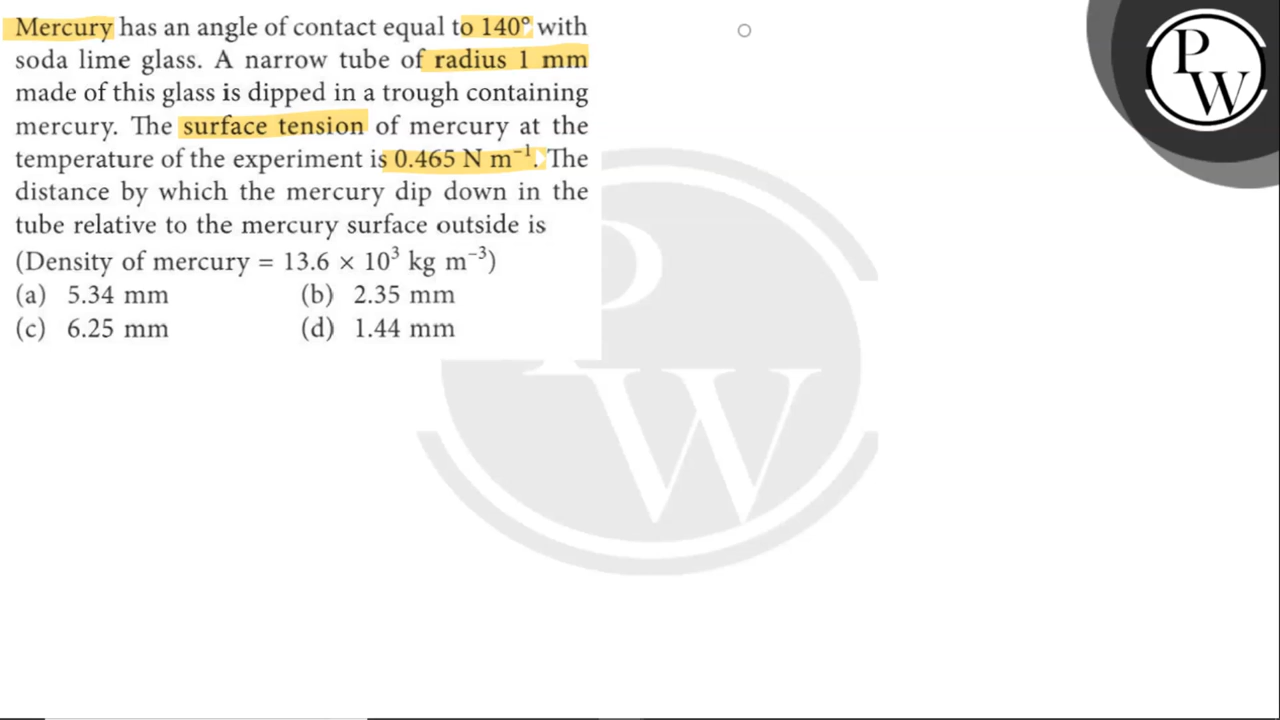 Mercury has an angle of contact equal to 140° with
soda lime glass. A narrow tube of radius 1 mm
made of this glass is dipped in a trough containing
mercury. The surface tension of mercury at the
temperature of the experiment is 0.465 N m⁻¹. The
distance by which the mercury dip down in the
tube relative to the mercury surface outside is
(Density of mercury = 13.6 × 10³ kg m⁻³)
(a) 5.34 mm (b) 2.35 mm
(c) 6.25 mm (d) 1.44 mm
P
W
P
W